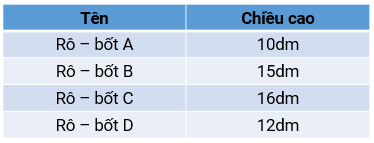 Tên Chiều cao
Rô – bốt A 10dm
Rô – bốt B 15dm
Rô – bốt C 16dm
Rô – bốt D 12dm